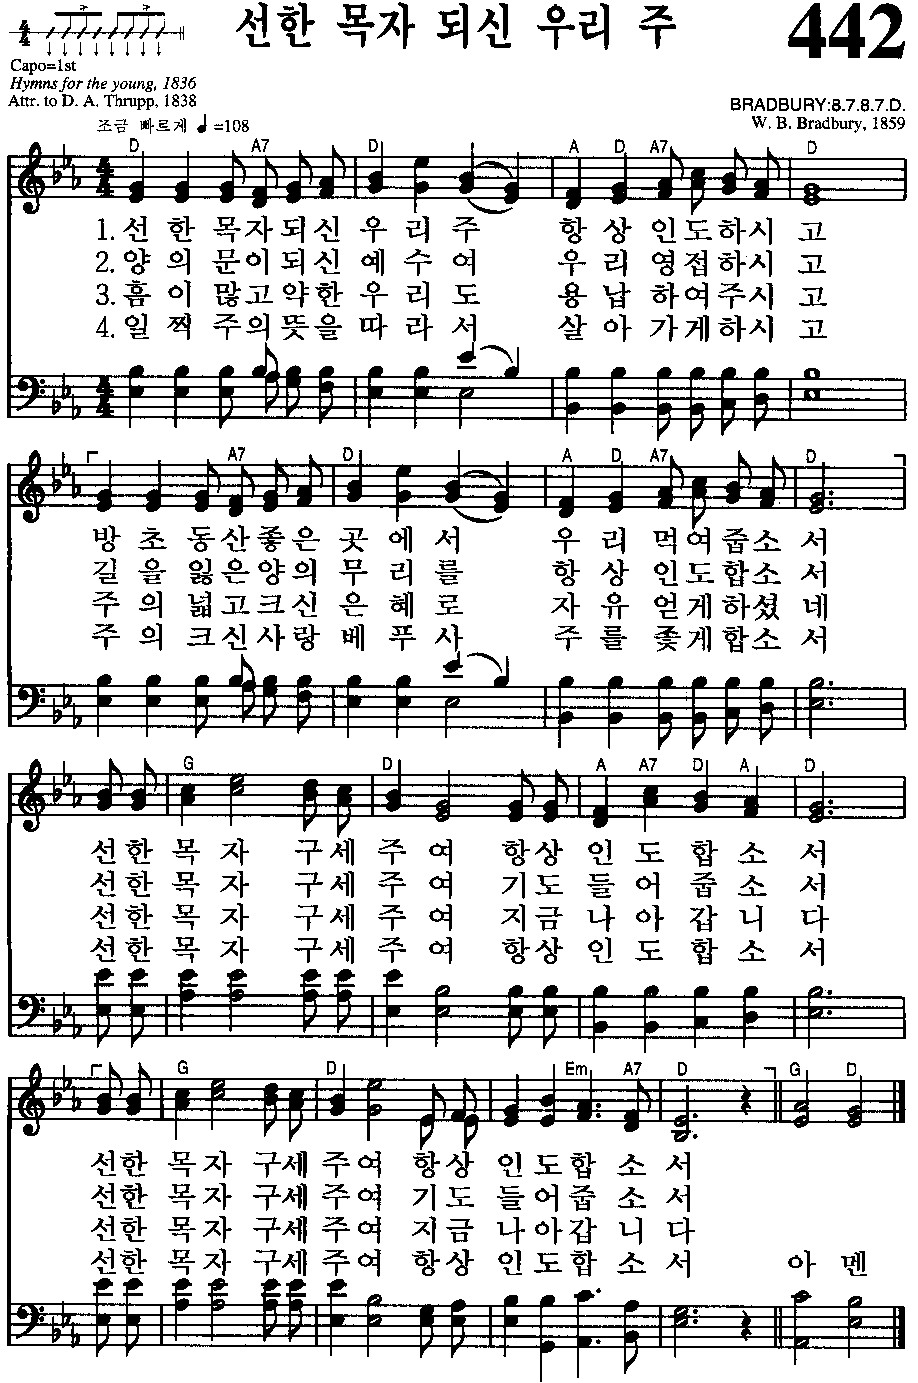 선한 목자 되신 우리 주 442
Capo=1st
Hymns for the young, 1836
Attr. to D. A. Thrupp, 1838
BRADBURY:8.7.8.7.D.
W. B. Bradbury, 1859
조금 빠르게 ♩=108
D A7 D A D A7 D
1. 선 한 목자되신 우 리 주 항 상 인도하시 고
2. 양 의 문이되신 예 수 여 우 리 영접하시 고
3. 흠 이 많고약한 우 리 도 용 납 하여주시 고
4. 일 찍 주의뜻을 따 라 서 살 아 가게하시 고
A7 D A D A7 D
방 초 동산좋은 곳 에 서 우 리 먹여줍소 서
길 을 잃은양의 무 리 를 항 상 인도합소 서
주 의 넓고크신 은 혜 로 자 유 얻게하셨 네
주 의 크신사랑 베 푸 사 주 를 좇게합소 서
G D A A7 D A D
선한 목 자 구세 주 여 항상 인 도 합 소 서
선한 목 자 구세 주 여 기도 들 어 줍 소 서
선한 목 자 구세 주 여 지금 나 아 갑 니 다
선한 목 자 구세 주 여 항상 인 도 합 소 서
G D Em A7 D G D
선한 목 자 구세 주여 항상 인 도합 소 서
선한 목 자 구세 주여 기도 들 어줍 소 서
선한 목 자 구세 주여 지금 나 아갑 니 다
선한 목 자 구세 주여 항상 인 도합 소 서 아 멘